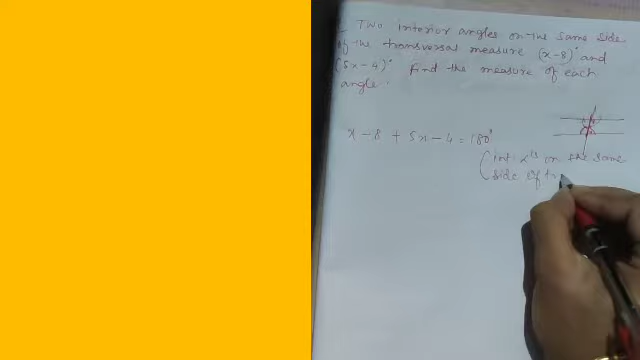 Two interior angles on the same side
of the transversal measure (x-8)° and
(5x-4)°. find the measure of each
angle.
x - 8 + 5x - 4 = 180°
(int. ∠'s on the same
side of tr